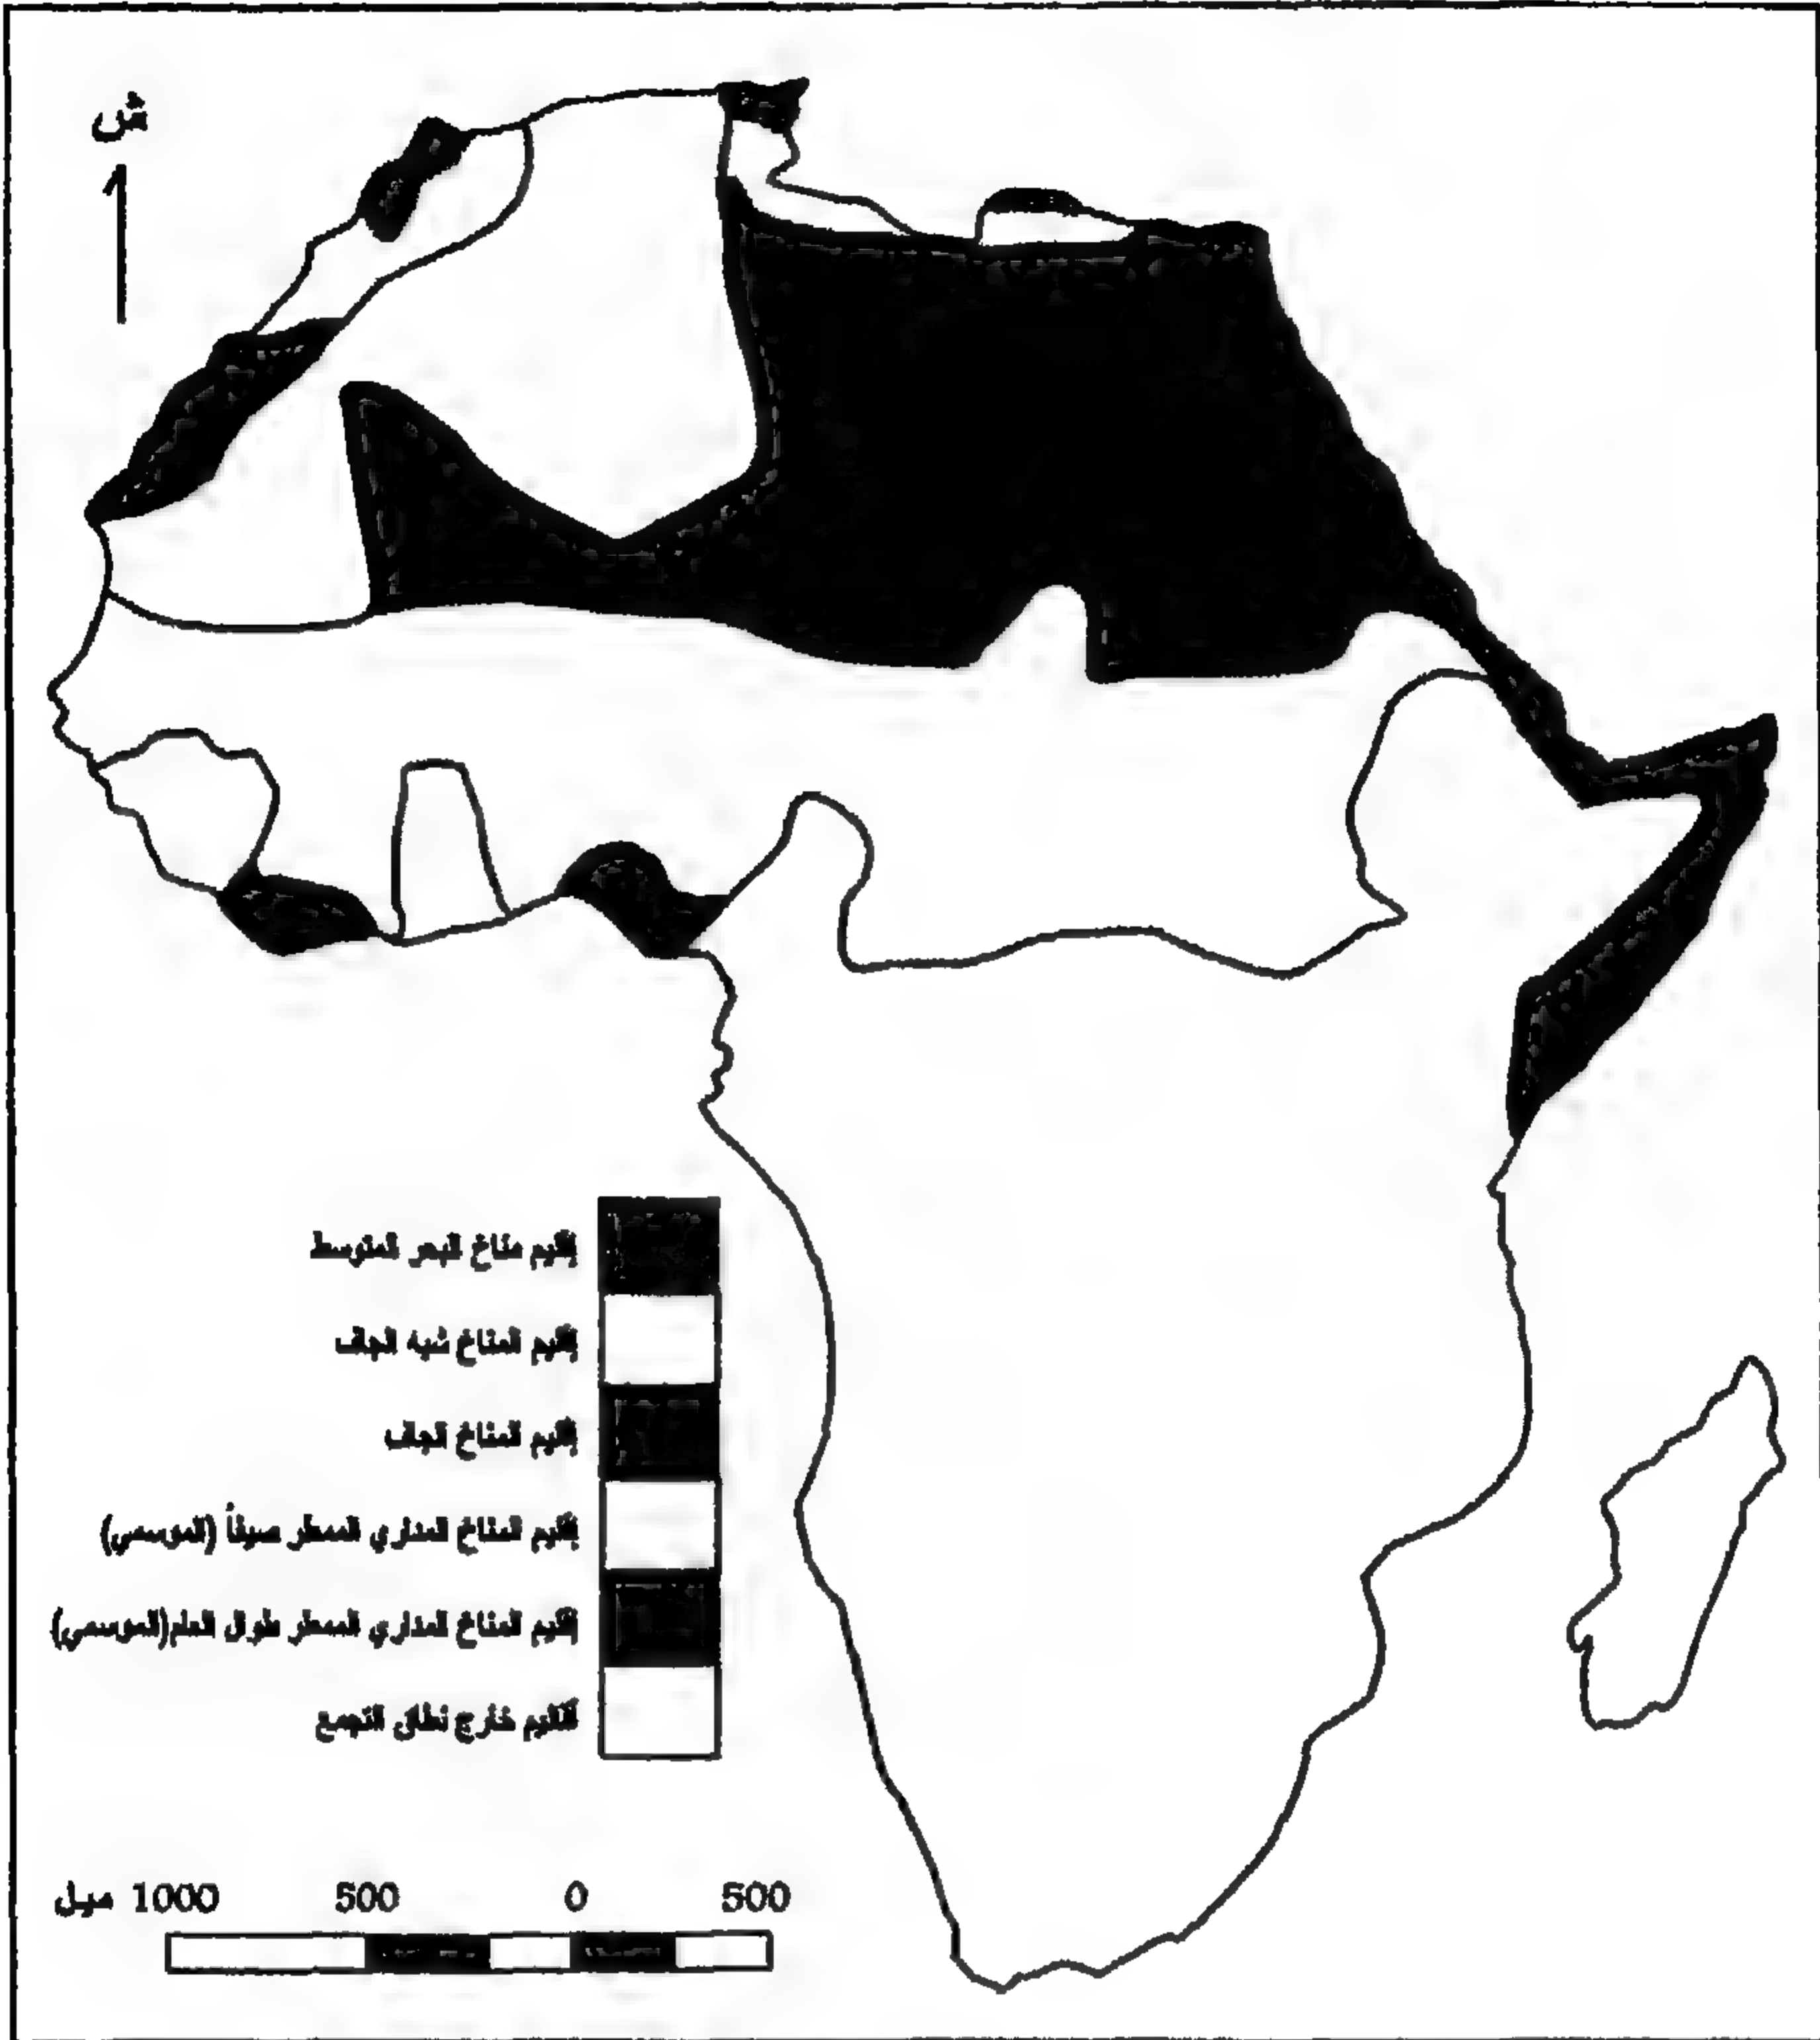 ش
إقليم مناخ البحر المتوسط
إقليم المناخ شبه الجاف
إقليم المناخ الجاف
إقليم المناخ المداري الممطر صيفاً (الموسمي)
إقليم المناخ المداري الممطر طوال العام(الموسمي)
أقاليم خارج نطاق التجمع
500 0 500 1000 ميل